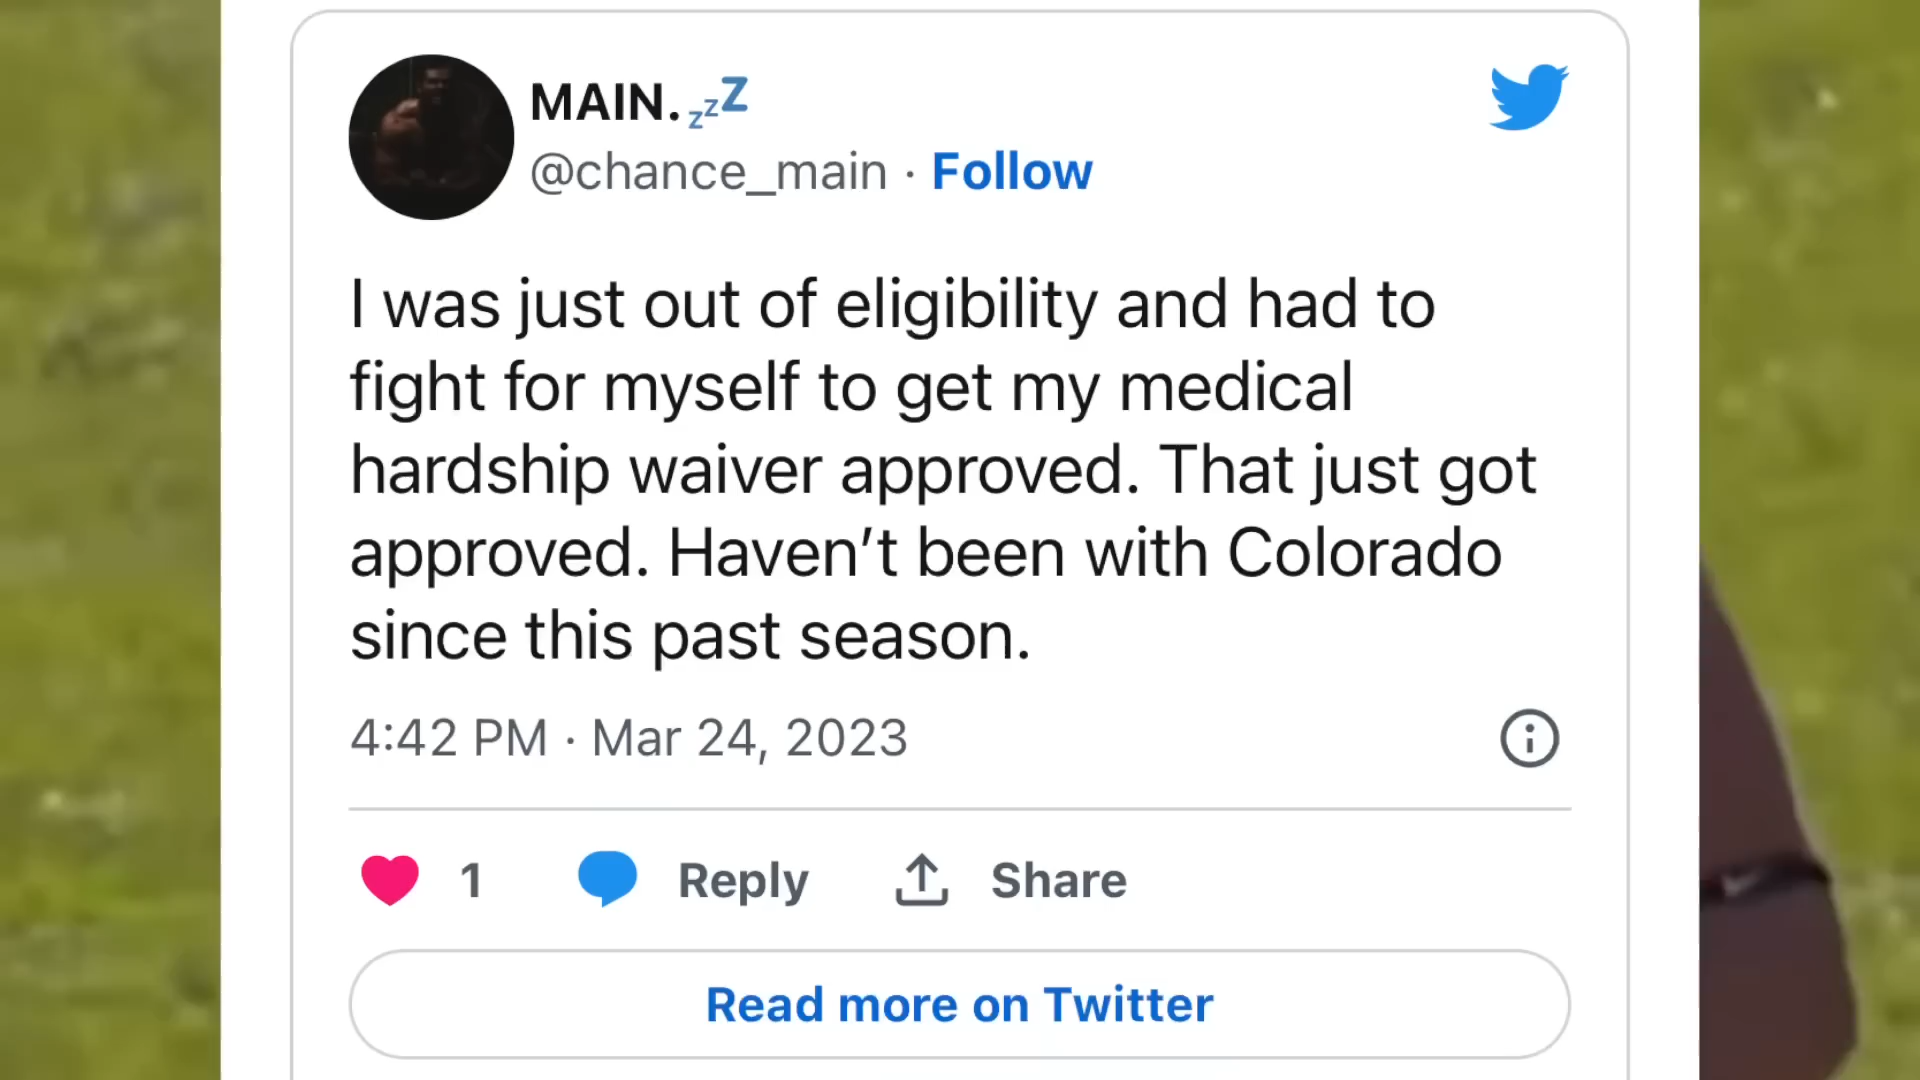 MAIN. 💤
@chance_main · Follow
I was just out of eligibility and had to
fight for myself to get my medical
hardship waiver approved. That just got
approved. Haven’t been with Colorado
since this past season.
4:42 PM · Mar 24, 2023
1 Reply Share
Read more on Twitter